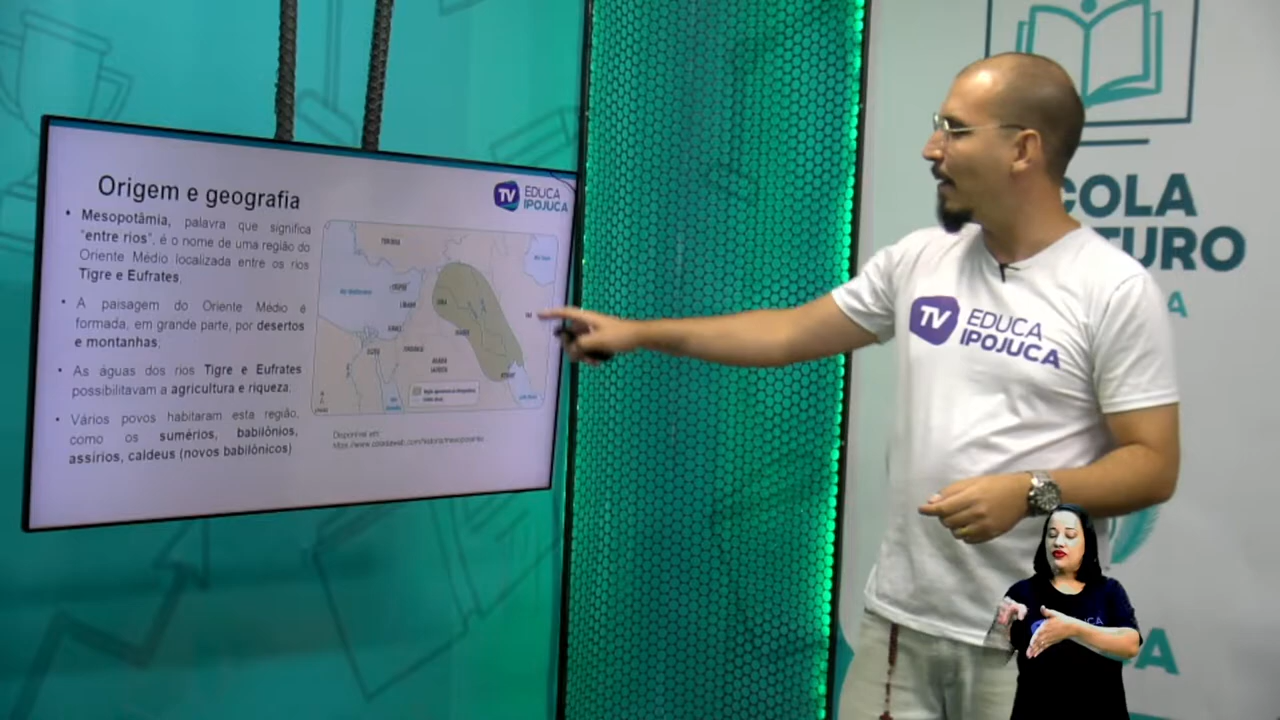 Origem e geografia
TV EDUCA
IPOJUCA
• Mesopotâmia, palavra que significa
"entre rios", é o nome de uma região do
Oriente Médio localizada entre os rios
Tigre e Eufrates;
• A paisagem do Oriente Médio é
formada, em grande parte, por desertos
e montanhas;
• As águas dos rios Tigre e Eufrates
possibilitavam a agricultura e riqueza;
• Vários povos habitaram esta região,
como os sumérios, babilônios,
assírios, caldeus (novos babilônicos)
TURQUIA
Mar Mediterrâneo
Disponível em:
COLA
TURO
A
TV EDUCA
IPOJUCA